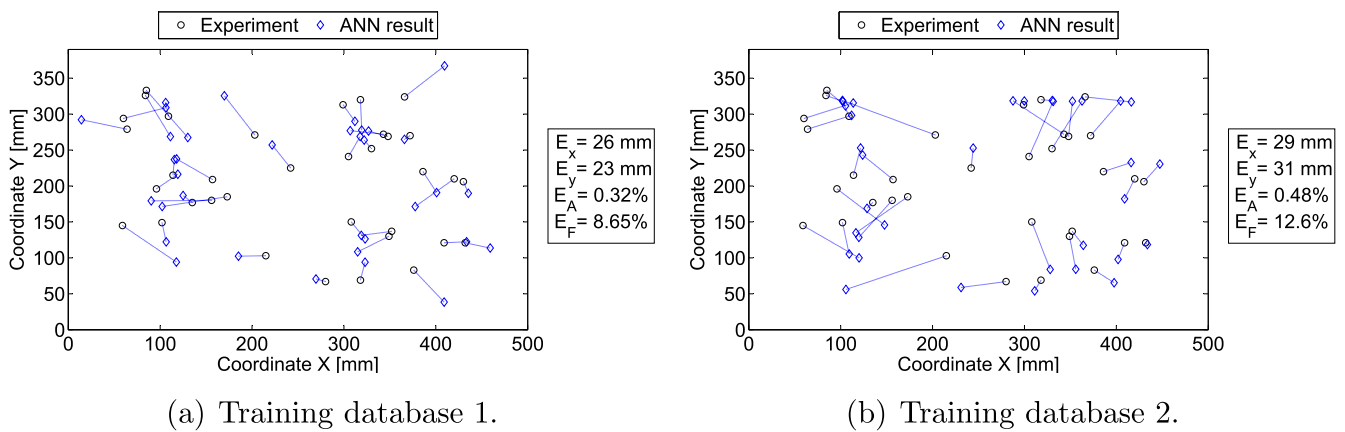 Experiment ANN result
Coordinate Y [mm]
350
300
250
200
150
100
50
0
0 100 200 300 400 500
Coordinate X [mm]
E_x = 26 mm
E_y = 23 mm
E_A = 0.32%
E_F = 8.65%
(a) Training database 1.
Experiment ANN result
Coordinate Y [mm]
350
300
250
200
150
100
50
0
0 100 200 300 400 500
Coordinate X [mm]
E_x = 29 mm
E_y = 31 mm
E_A = 0.48%
E_F = 12.6%
(b) Training database 2.